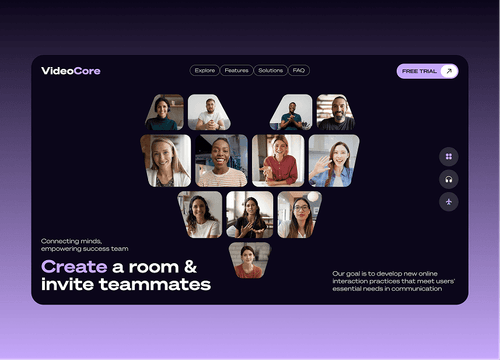 VideoCore
Explore
Features
Solutions
FAQ
FREE TRIAL
Connecting minds,
empowering success team
Create a room &
invite teammates
Our goal is to develop new online
interaction practices that meet users'
essential needs in communication